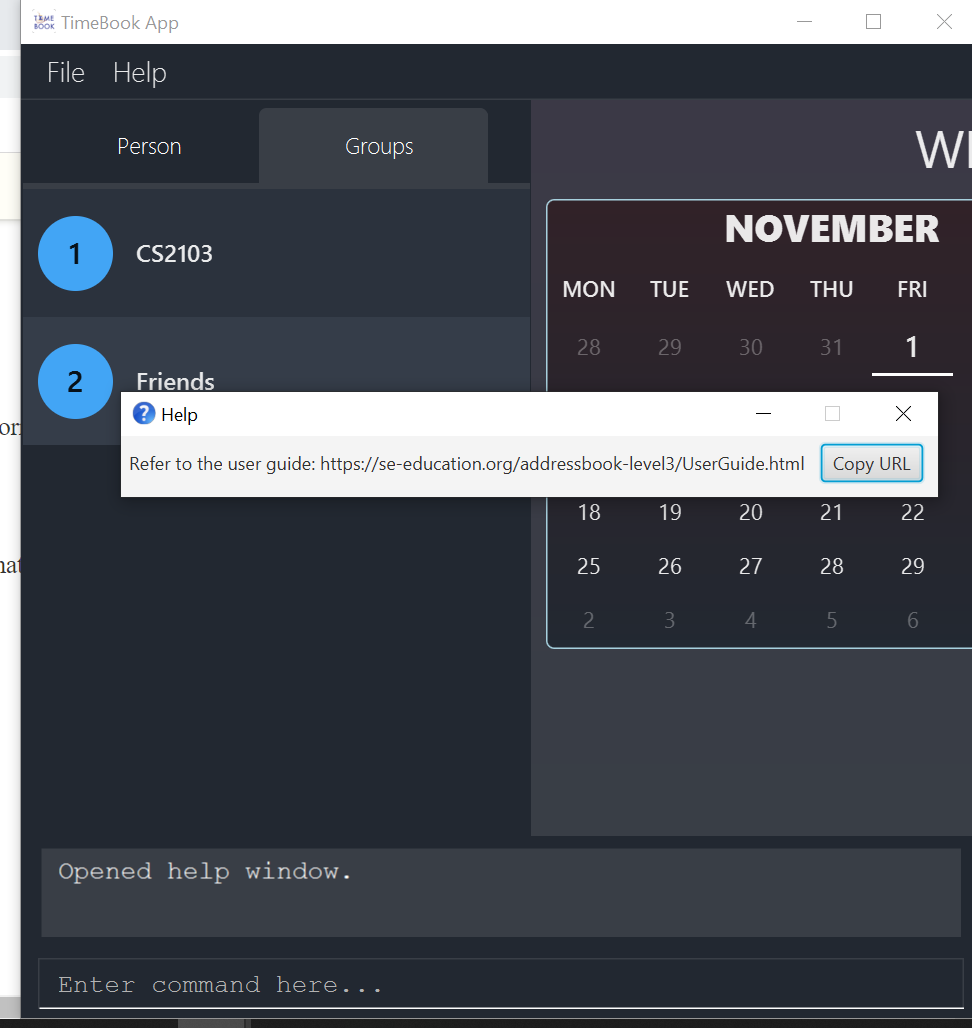 TIME
BOOK
TimeBook App
File Help
Person Groups
1 CS2103
2 Friends
NOVEMBER
MON TUE WED THU FRI
28 29 30 31 1
Help
Refer to the user guide: https://se-education.org/addressbook-level3/UserGuide.html Copy URL
18 19 20 21 22
25 26 27 28 29
2 3 4 5 6
Opened help window.
Enter command here...